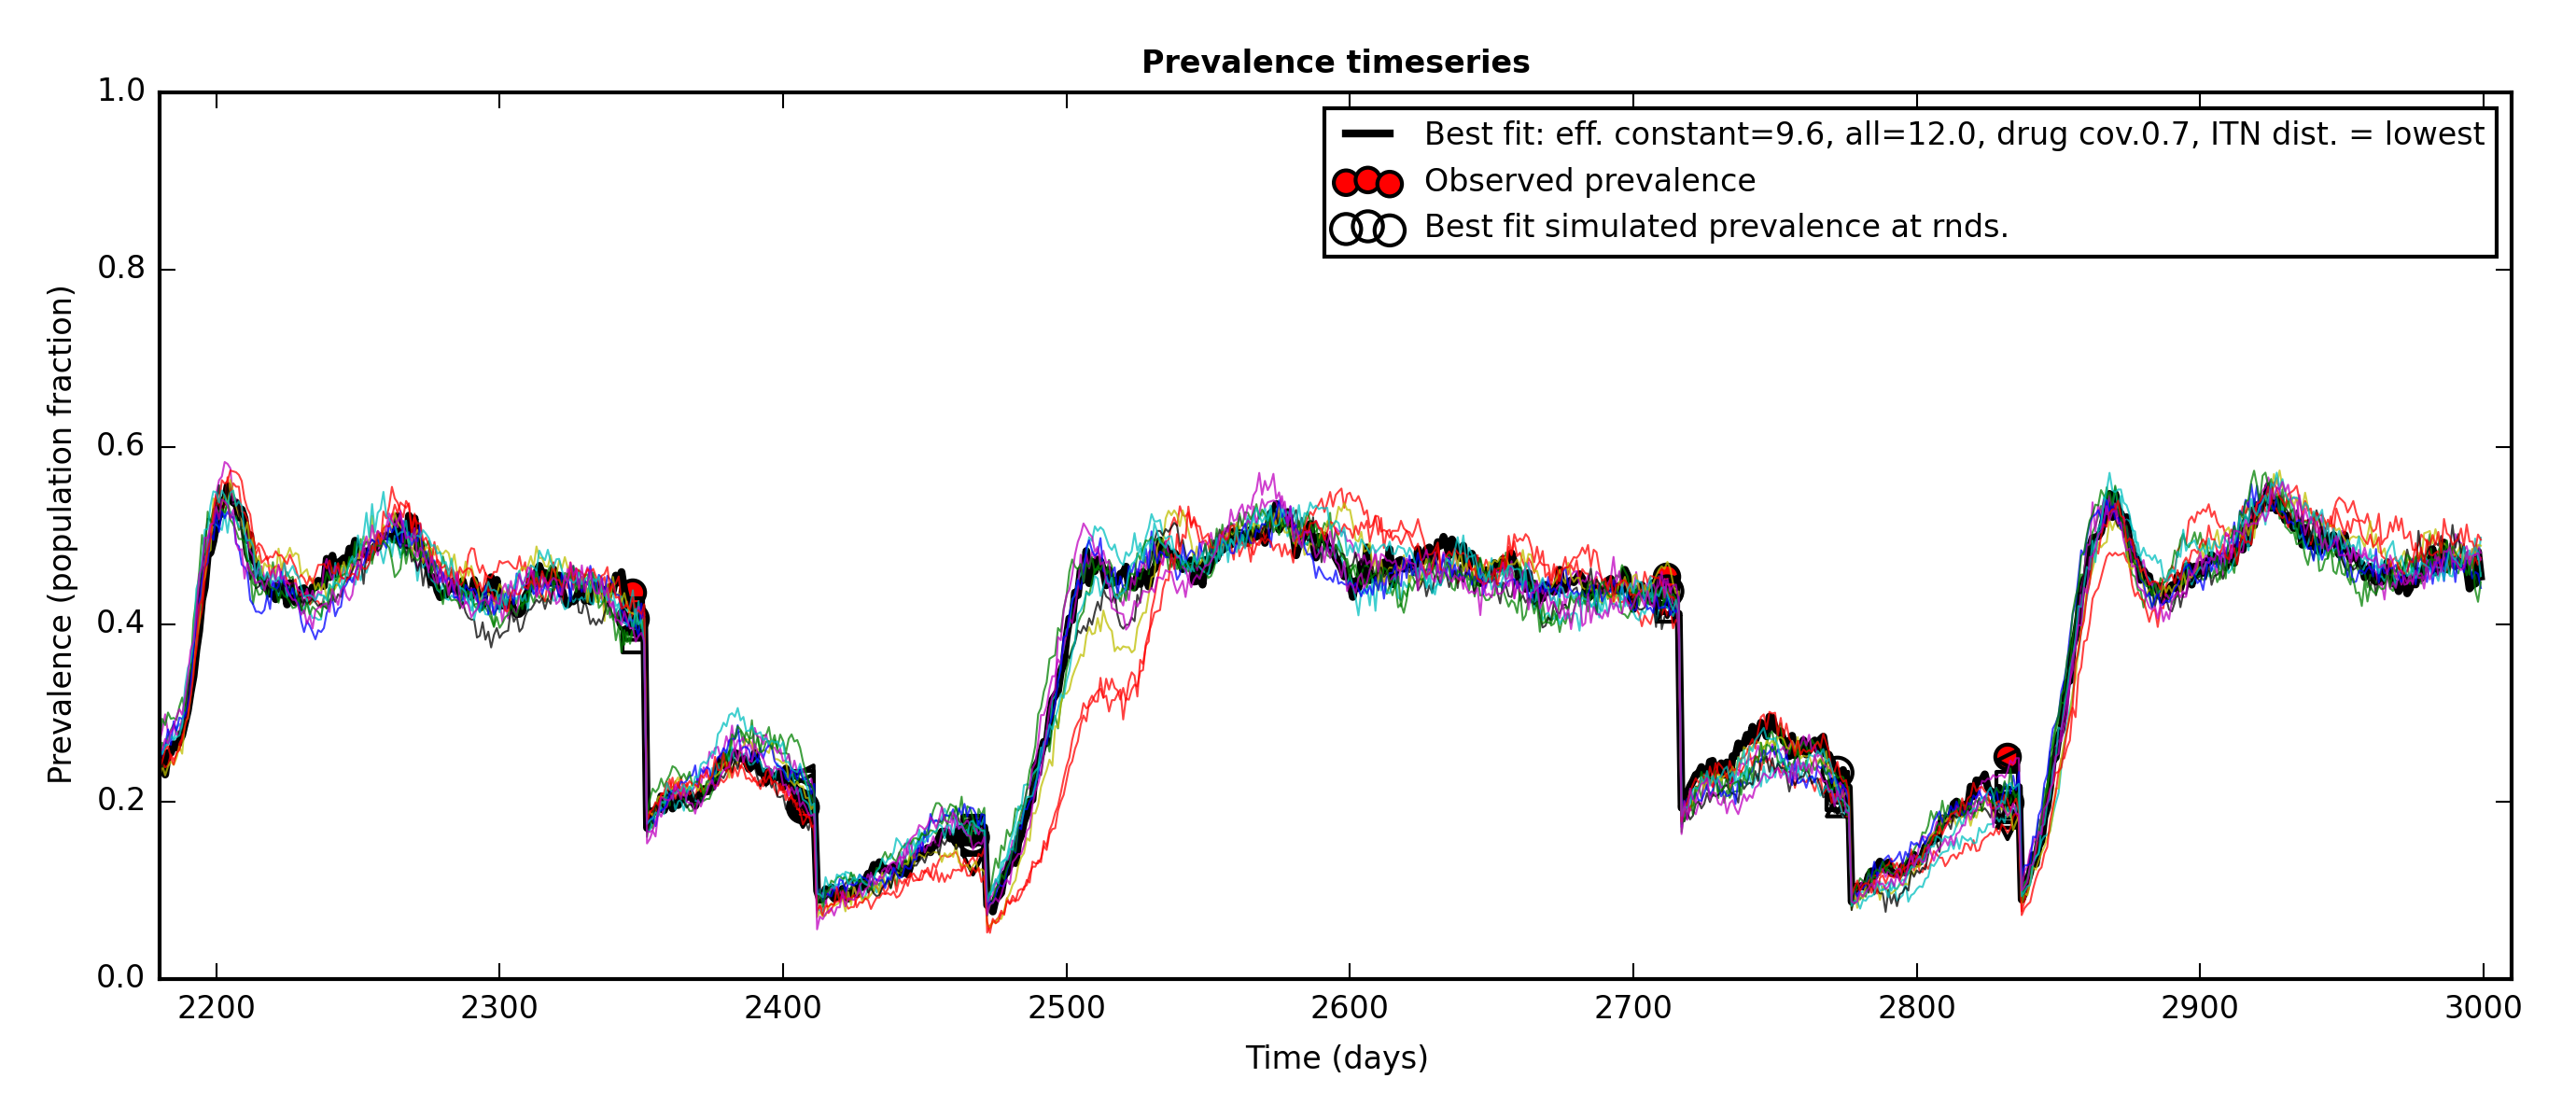 Prevalence timeseries
Best fit: eff. constant=9.6, all=12.0, drug cov.0.7, ITN dist. = lowest
Observed prevalence
Best fit simulated prevalence at rnds.
Prevalence (population fraction)
1.0
0.8
0.6
0.4
0.2
0.0
2200 2300 2400 2500 2600 2700 2800 2900 3000
Time (days)